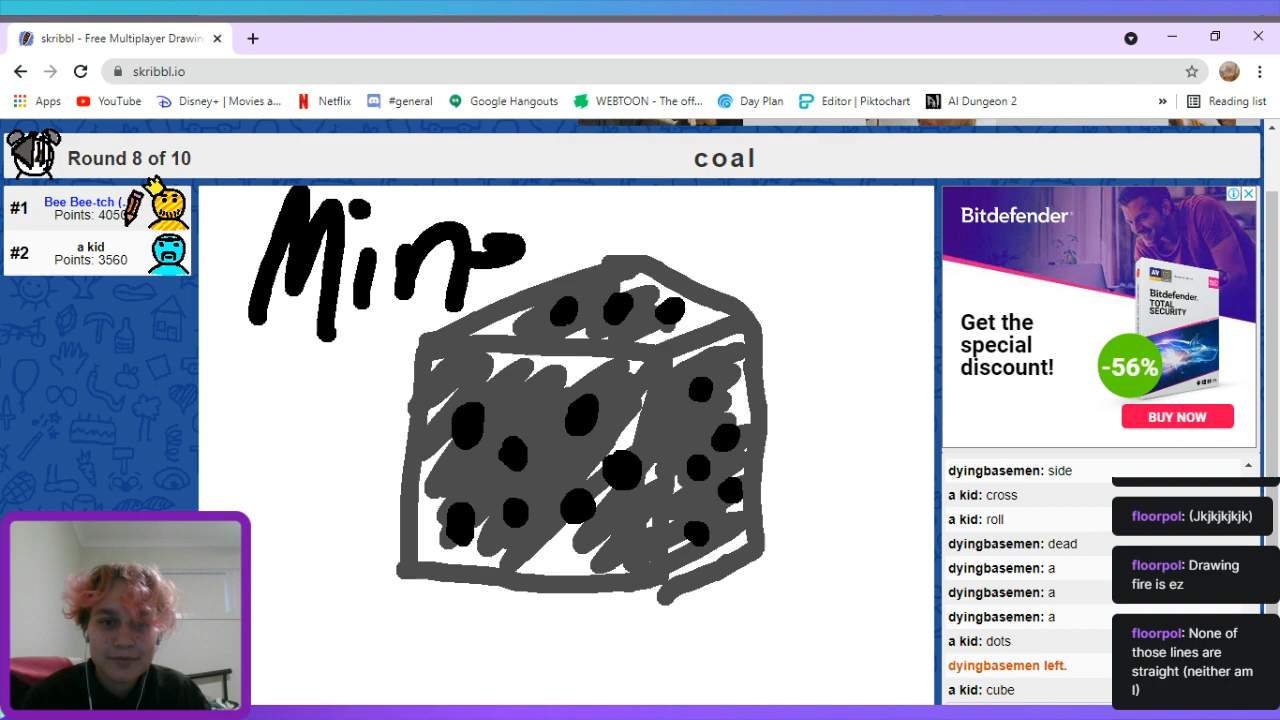 skribbl - Free Multiplayer Drawin
skribbl.io
Apps
YouTube
Disney+ | Movies a...
Netflix
#general
Google Hangouts
WEBTOON - The off...
Day Plan
Editor | Piktochart
AI Dungeon 2
»
Reading list
Round 8 of 10
coal
#1
Bee Bee-tch (.
Points: 4050
#2
a kid
Points: 3560
Min
Bitdefender
Bitdefender
TOTAL
SECURITY
Get the
special
discount!
-56%
BUY NOW
dyingbasemen: side
a kid: cross
a kid: roll
dyingbasemen: dead
dyingbasemen: a
dyingbasemen: a
dyingbasemen: a
a kid: dots
dyingbasemen left.
a kid: cube
floorpol: (Jkjkjkjkjk)
floorpol: Drawing
fire is ez
floorpol: None of
those lines are
straight (neither am
I)